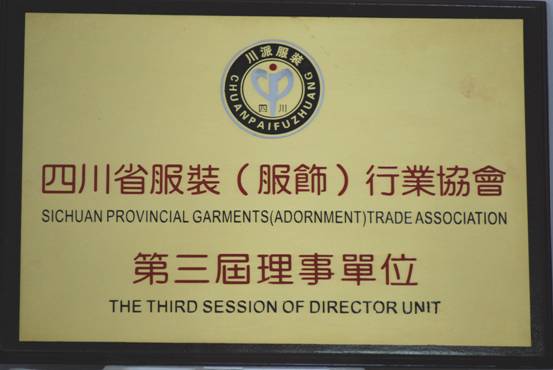 川派服装
CHUANPAIFUZHUANG
四川
四川省服裝（服飾）行業協會
SICHUAN PROVINCIAL GARMENTS(ADORNMENT)TRADE ASSOCIATION
第三屆理事單位
THE THIRD SESSION OF DIRECTOR UNIT